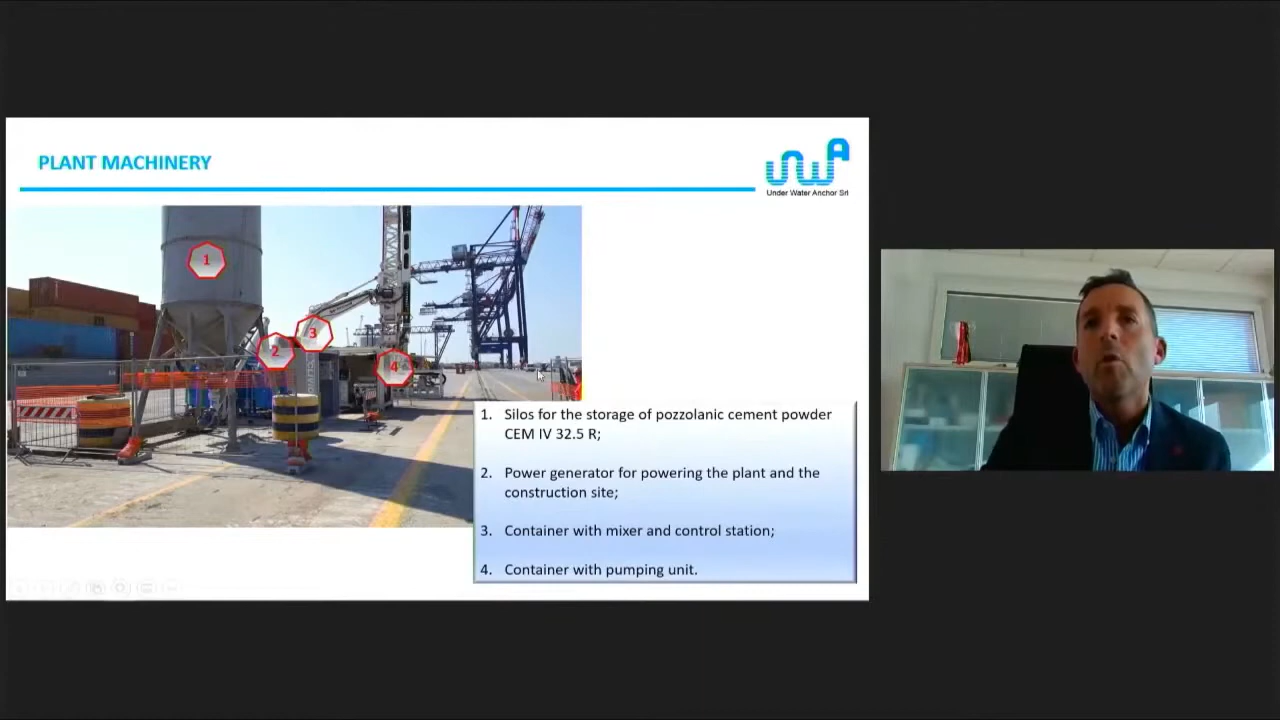 PLANT MACHINERY
UWA
Under Water Anchor Srl
1
2
3
4
1. Silos for the storage of pozzolanic cement powder
CEM IV 32.5 R;
2. Power generator for powering the plant and the
construction site;
3. Container with mixer and control station;
4. Container with pumping unit.